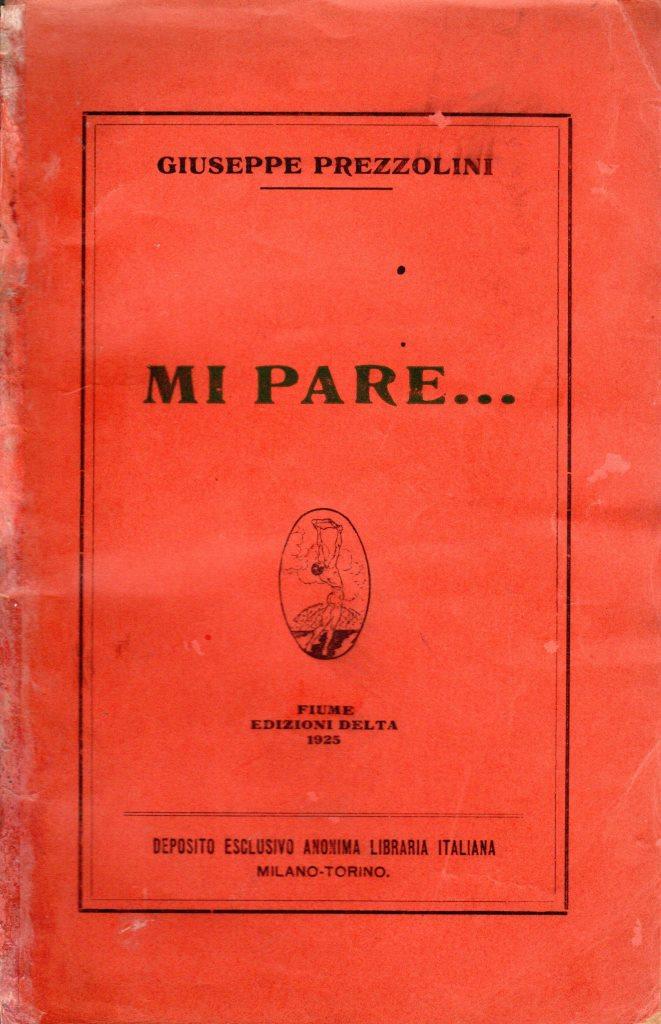 GIUSEPPE PREZZOLINI
MI PARE...
FIUME
EDIZIONI DELTA
1925
DEPOSITO ESCLUSIVO ANONIMA LIBRARIA ITALIANA
MILANO-TORINO.